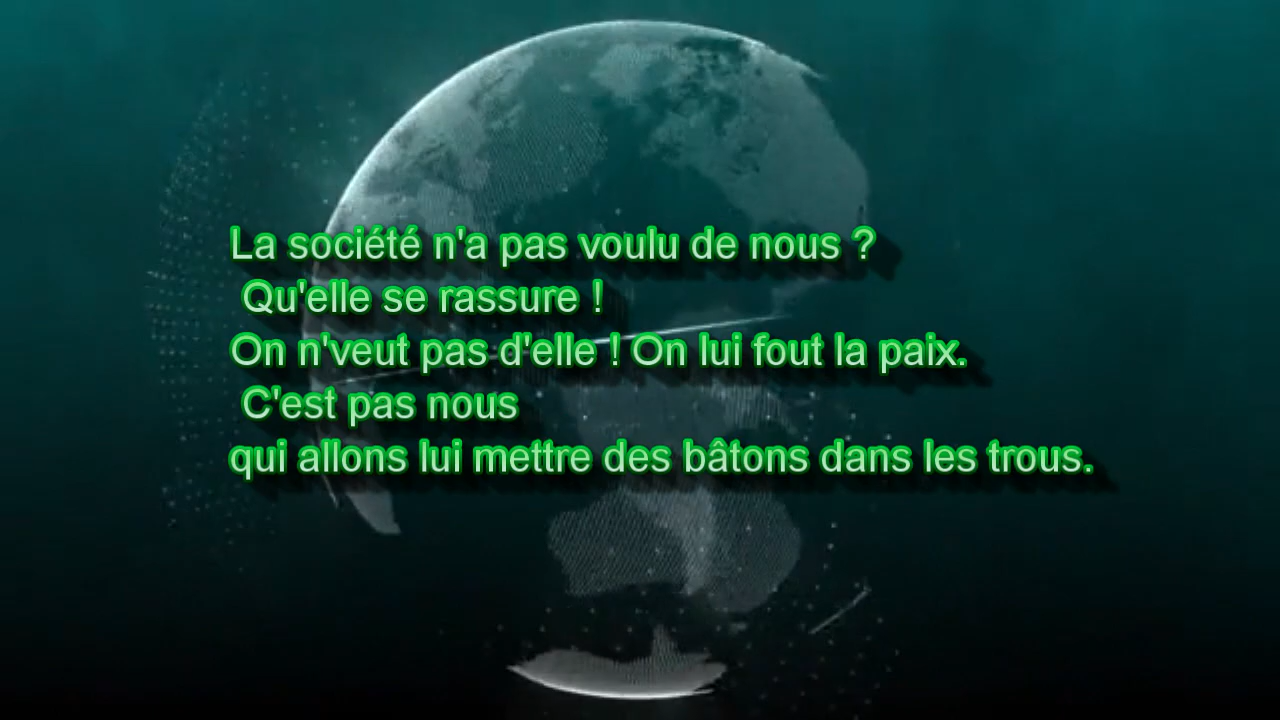 La société n'a pas voulu de nous ?
Qu'elle se rassure !
On n'veut pas d'elle ! On lui fout la paix.
C'est pas nous
qui allons lui mettre des bâtons dans les trous.